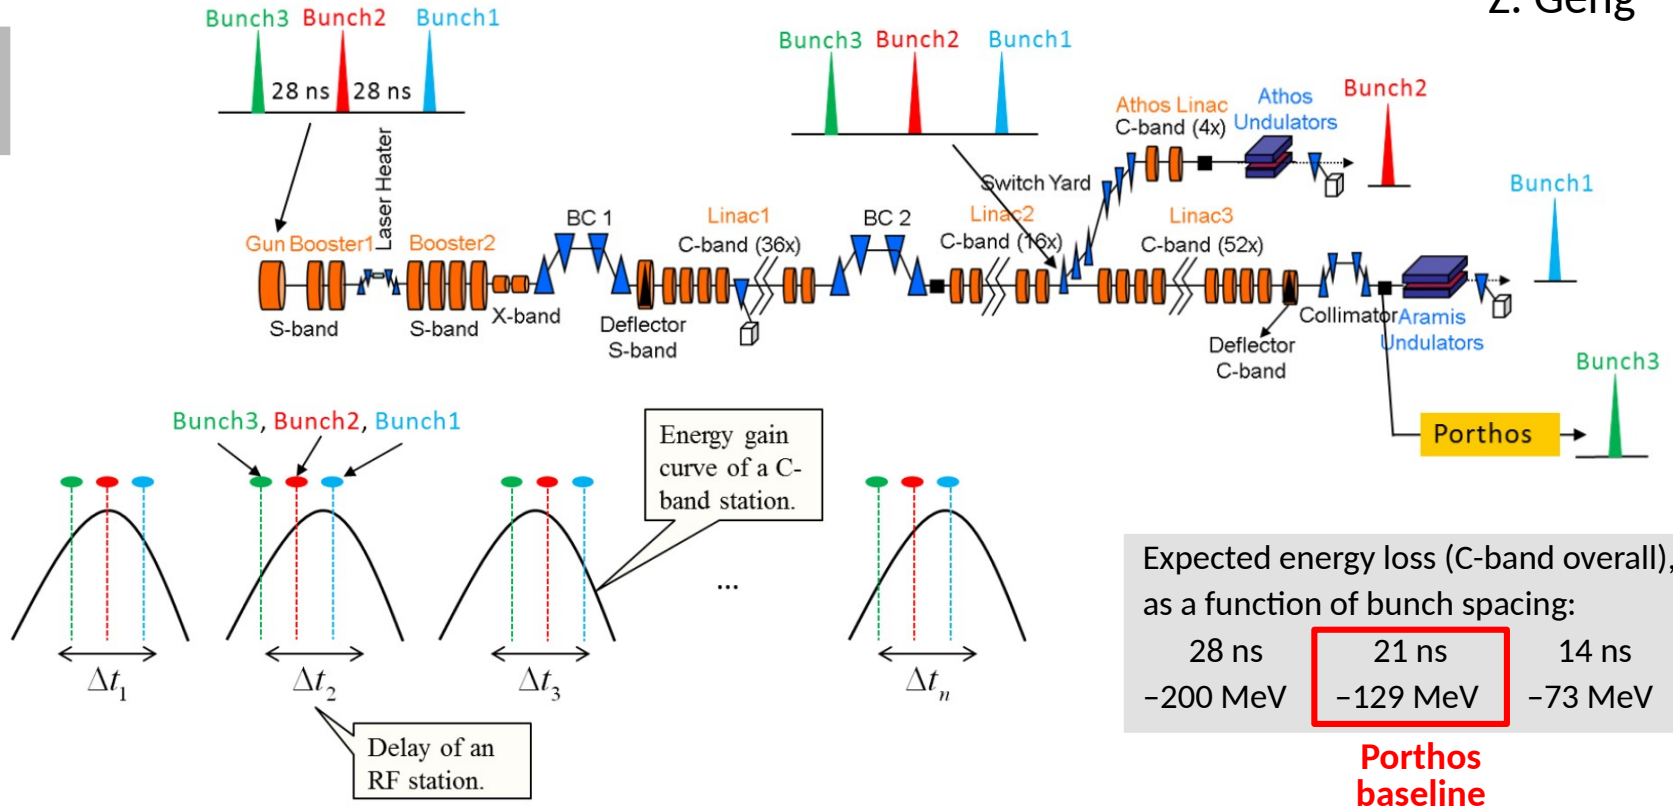 Z. Geng
Bunch3 Bunch2 Bunch1
28 ns 28 ns
Bunch3 Bunch2 Bunch1
Laser Heater
Athos Linac
C-band (4x)
Athos
Undulators
Bunch2
Switch Yard
Bunch1
Gun Booster1
Booster2
BC 1
Linac1
C-band (36x)
BC 2
Linac2
C-band (16x)
Linac3
C-band (52x)
S-band
S-band
X-band
Deflector
S-band
Deflector
C-band
Collimator
Aramis
Undulators
Bunch3
Porthos
Bunch3, Bunch2, Bunch1
Energy gain
curve of a C-
band station.
...
Δt1
Δt2
Δt3
Δtn
Delay of an
RF station.
Expected energy loss (C-band overall),
as a function of bunch spacing:
28 ns 21 ns 14 ns
–200 MeV –129 MeV –73 MeV
Porthos
baseline